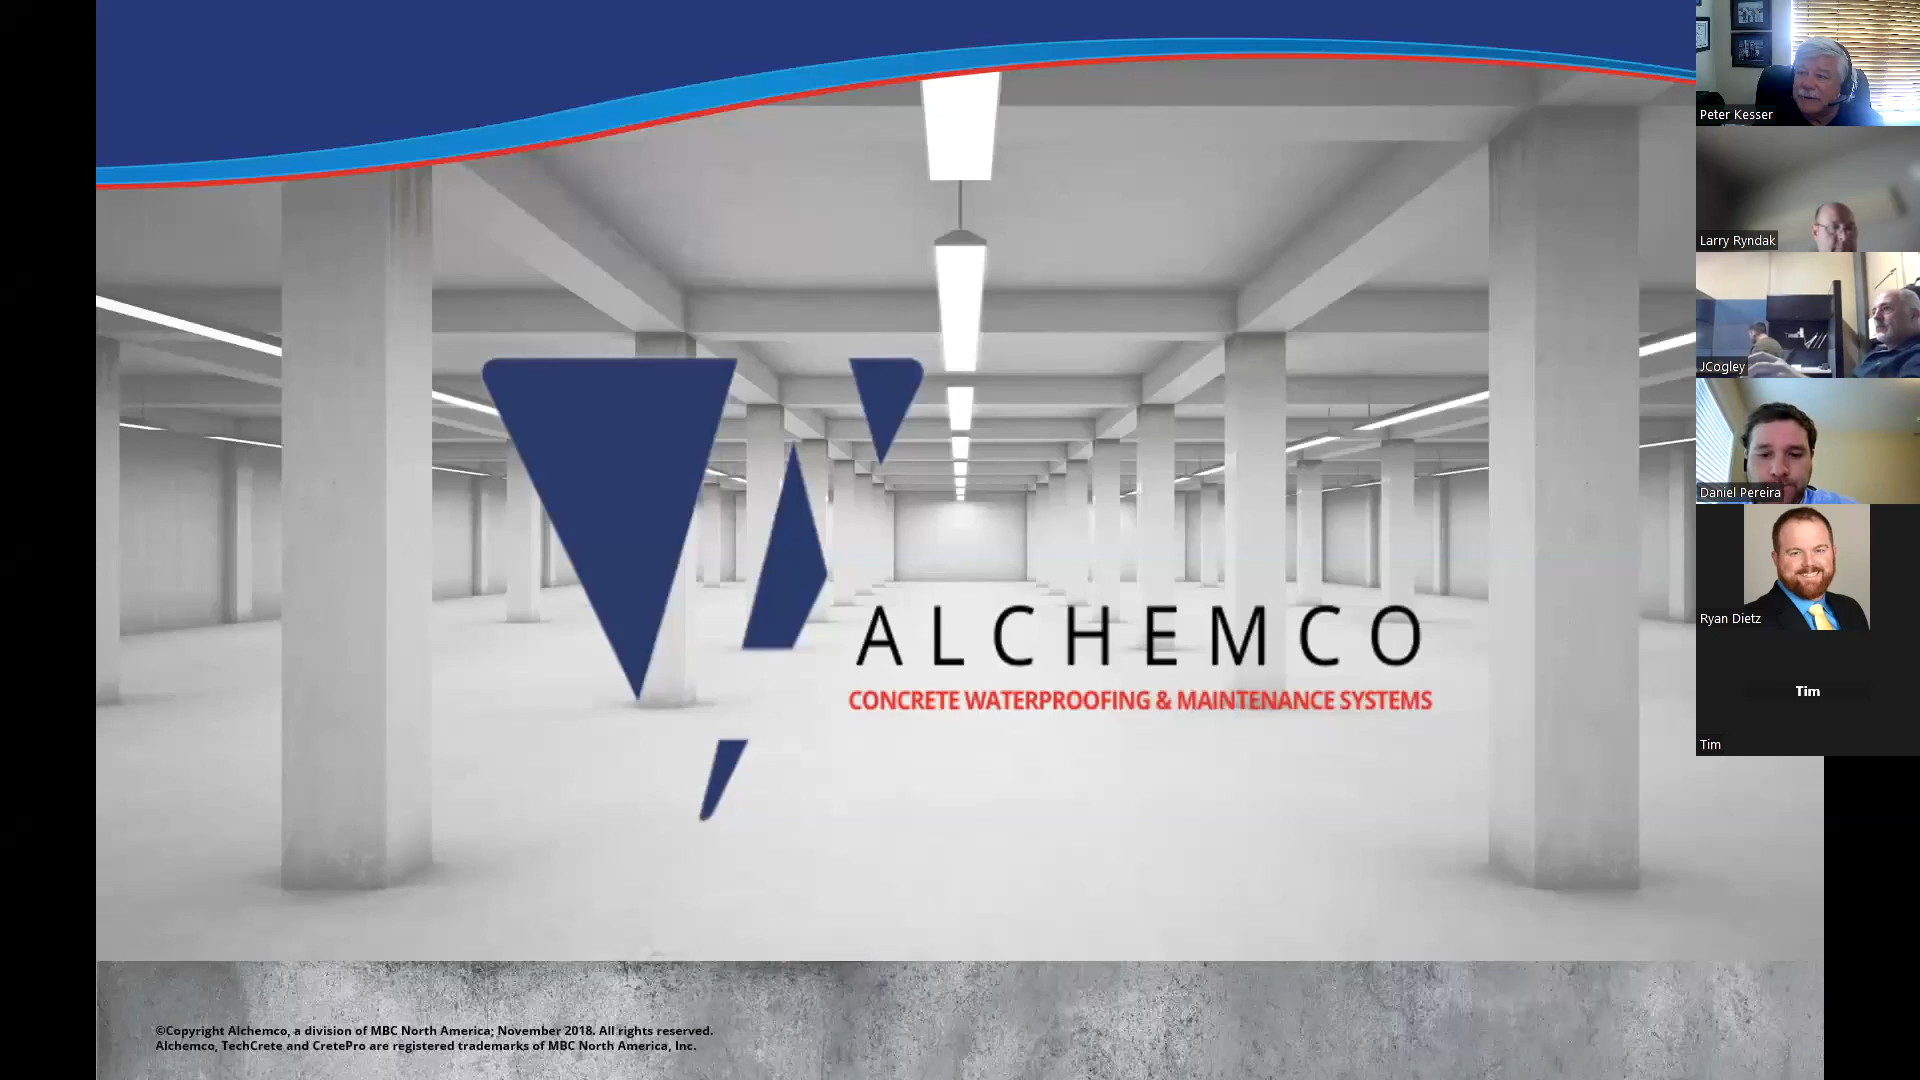 ALCHEMCO
CONCRETE WATERPROOFING & MAINTENANCE SYSTEMS
©Copyright Alchemco, a division of MBC North America; November 2018. All rights reserved.
Alchemco, TechCrete and CretePro are registered trademarks of MBC North America, Inc.
Peter Kesser
Larry Ryndak
JCogley
Daniel Pereira
Ryan Dietz
Tim
Tim